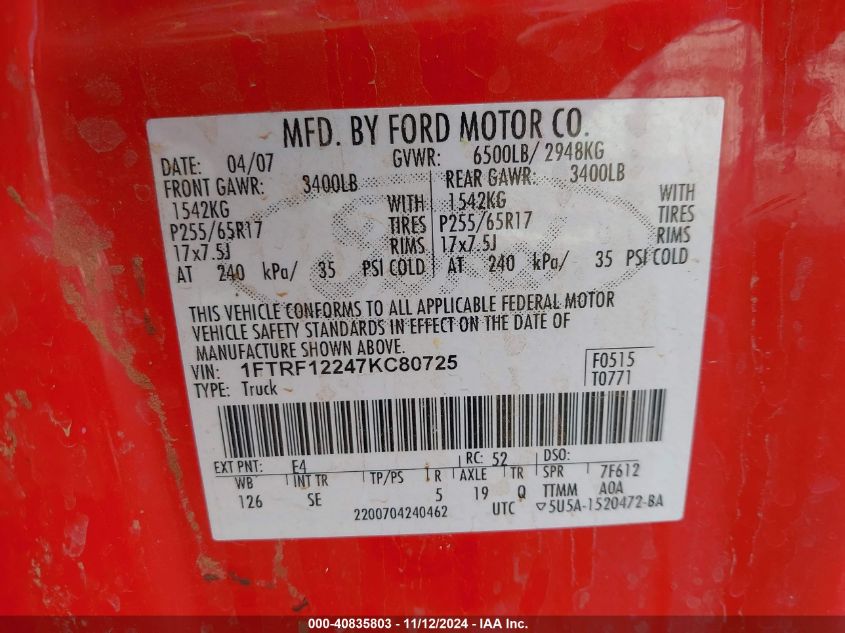 MFD. BY FORD MOTOR CO.
DATE: 04/07 GVWR: 6500LB/ 2948KG
FRONT GAWR: 3400LB REAR GAWR: 3400LB
1542KG WITH 1542KG WITH
P255/65R17 TIRES P255/65R17 TIRES
17x7.5J RIMS 17x7.5J RIMS
AT 240 kPa/ 35 PSI COLD AT 240 kPa/ 35 PSI COLD
THIS VEHICLE CONFORMS TO ALL APPLICABLE FEDERAL MOTOR
VEHICLE SAFETY STANDARDS IN EFFECT ON THE DATE OF
MANUFACTURE SHOWN ABOVE.
VIN: 1FTRF12247KC80725 F0515
TYPE: Truck T0771
EXT PNT: E4 RC: 52 DSO:
WB INT TR TP/PS R AXLE TR SPR 7F612
126 SE 5 19 Q TTMM A0A
2200704240462 UTC ▽5U5A-1520472-BA
000-40835803 - 11/12/2024 - IAA Inc.